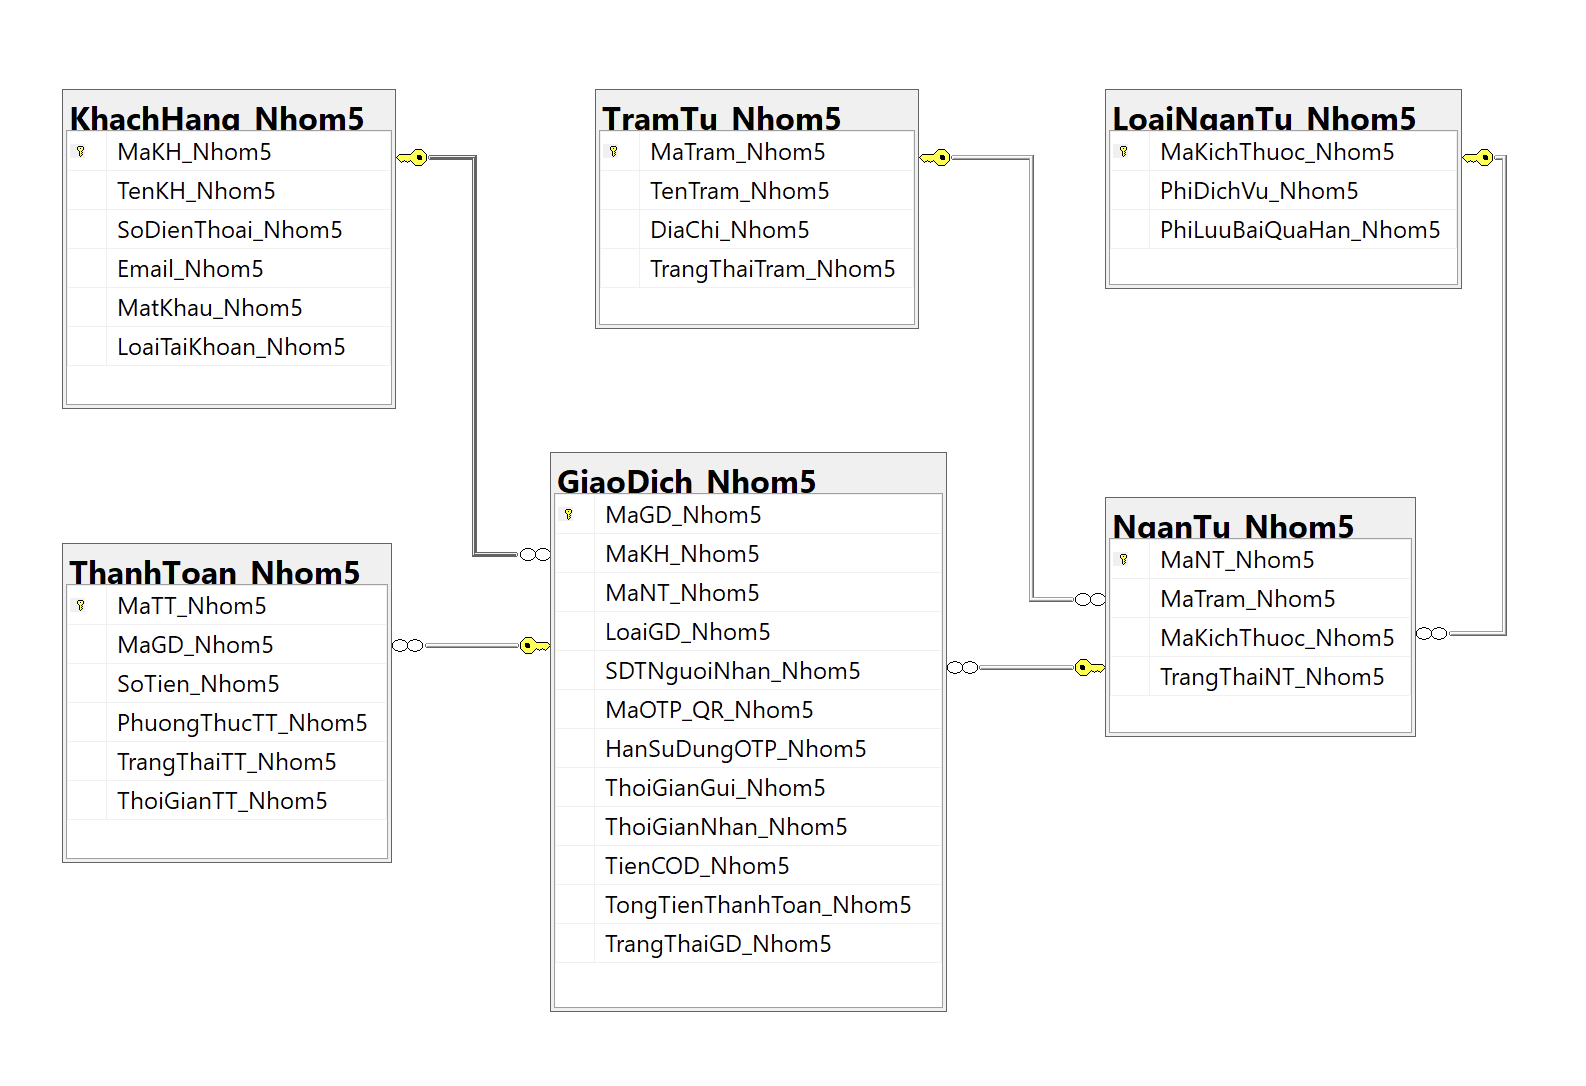 KhachHang_Nhom5
MaKH_Nhom5
TenKH_Nhom5
SoDienThoai_Nhom5
Email_Nhom5
MatKhau_Nhom5
LoaiTaiKhoan_Nhom5
TramTu_Nhom5
MaTram_Nhom5
TenTram_Nhom5
DiaChi_Nhom5
TrangThaiTram_Nhom5
LoaiNganTu_Nhom5
MaKichThuoc_Nhom5
PhiDichVu_Nhom5
PhiLuuBaiQuaHan_Nhom5
ThanhToan_Nhom5
MaTT_Nhom5
MaGD_Nhom5
SoTien_Nhom5
PhuongThucTT_Nhom5
TrangThaiTT_Nhom5
ThoiGianTT_Nhom5
GiaoDich_Nhom5
MaGD_Nhom5
MaKH_Nhom5
MaNT_Nhom5
LoaiGD_Nhom5
SDTNguoiNhan_Nhom5
MaOTP_QR_Nhom5
HanSuDungOTP_Nhom5
ThoiGianGui_Nhom5
ThoiGianNhan_Nhom5
TienCOD_Nhom5
TongTienThanhToan_Nhom5
TrangThaiGD_Nhom5
NganTu_Nhom5
MaNT_Nhom5
MaTram_Nhom5
MaKichThuoc_Nhom5
TrangThaiNT_Nhom5